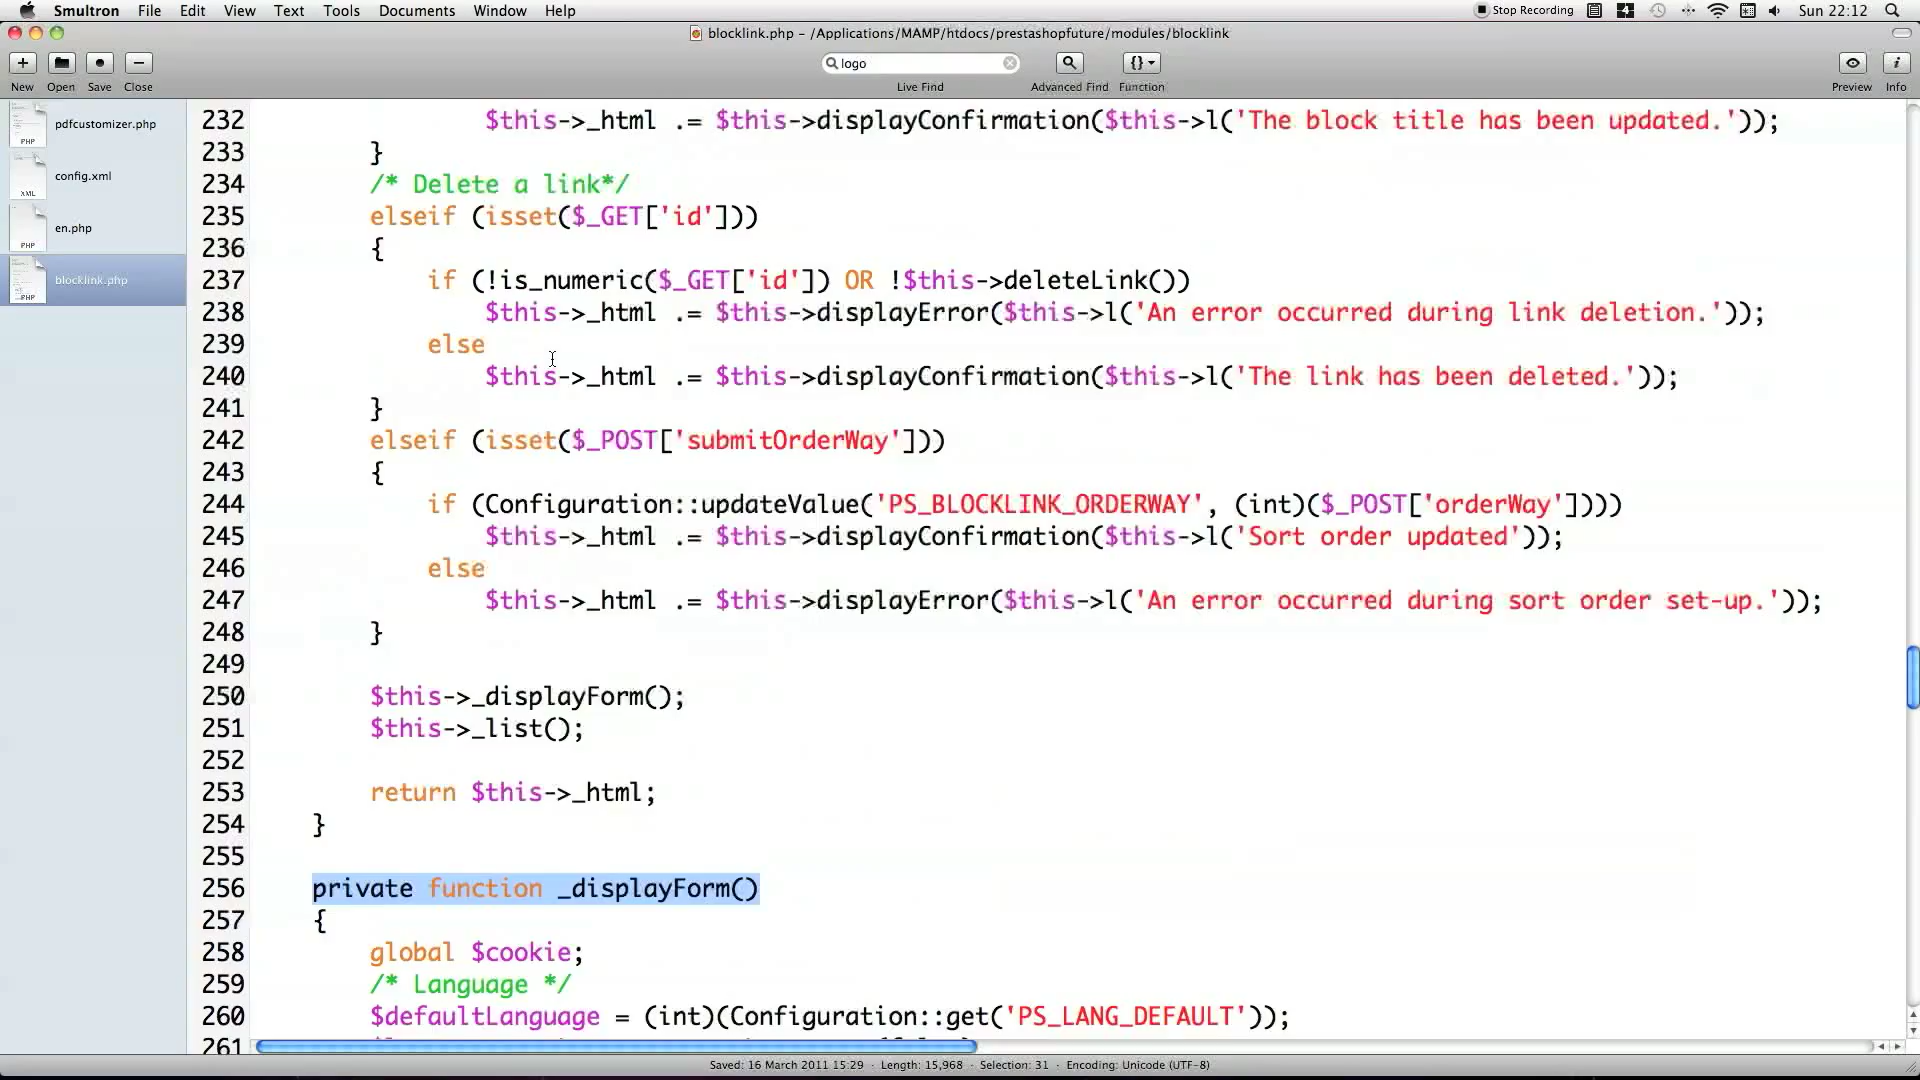 Smultron File Edit View Text Tools Documents Window Help Stop Recording 4 Sun 22:12
blocklink.php – /Applications/MAMP/htdocs/prestashopfuture/modules/blocklink
logo {}
New Open Save Close Live Find Advanced Find Function Preview Info
PHP pdfcustomizer.php
XML config.xml
PHP en.php
PHP blocklink.php
232 $this->_html .= $this->displayConfirmation($this->l('The block title has been updated.'));
233 }
234 /* Delete a link*/
235 elseif (isset($_GET['id']))
236 {
237 if (!is_numeric($_GET['id']) OR !$this->deleteLink())
238 $this->_html .= $this->displayError($this->l('An error occurred during link deletion.'));
239 else
240 $this->_html .= $this->displayConfirmation($this->l('The link has been deleted.'));
241 }
242 elseif (isset($_POST['submitOrderWay']))
243 {
244 if (Configuration::updateValue('PS_BLOCKLINK_ORDERWAY', (int)($_POST['orderWay'])))
245 $this->_html .= $this->displayConfirmation($this->l('Sort order updated'));
246 else
247 $this->_html .= $this->displayError($this->l('An error occurred during sort order set-up.'));
248 }
249
250 $this->_displayForm();
251 $this->_list();
252
253 return $this->_html;
254 }
255
256 private function _displayForm()
257 {
258 global $cookie;
259 /* Language */
260 $defaultLanguage = (int)(Configuration::get('PS_LANG_DEFAULT'));
261
Saved: 16 March 2011 15:29 · Length: 15,968 · Selection: 31 · Encoding: Unicode (UTF-8)